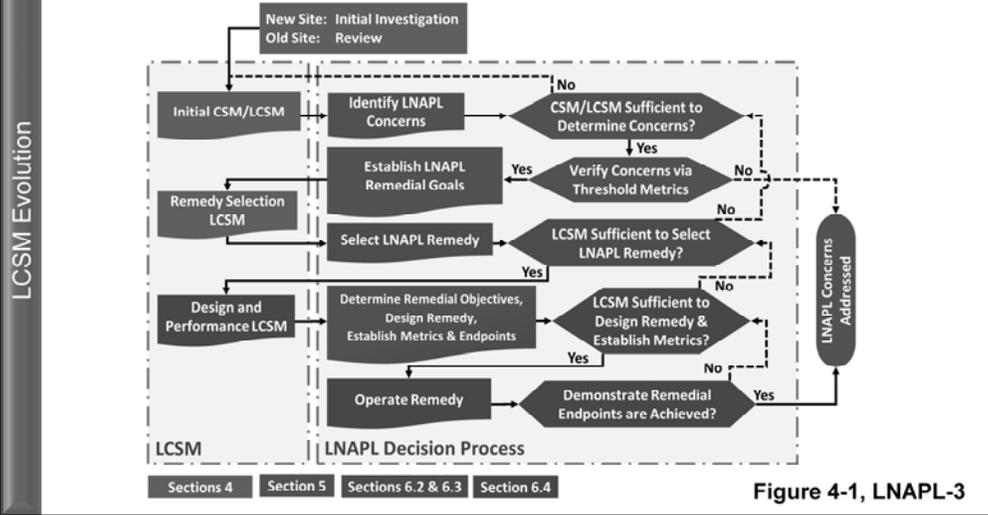 LCSM Evolution
New Site: Initial Investigation
Old Site: Review
No
Initial CSM/LCSM
Identify LNAPL
Concerns
CSM/LCSM Sufficient to
Determine Concerns?
Yes
Establish LNAPL
Remedial Goals
Yes
Verify Concerns via
Threshold Metrics
No
Remedy Selection
LCSM
No
Select LNAPL Remedy
LCSM Sufficient to Select
LNAPL Remedy?
LNAPL Concerns
Addressed
Yes
No
Design and
Performance LCSM
Determine Remedial Objectives,
Design Remedy,
Establish Metrics & Endpoints
LCSM Sufficient to
Design Remedy &
Establish Metrics?
Yes
No
Operate Remedy
Demonstrate Remedial
Endpoints are Achieved?
Yes
LCSM
LNAPL Decision Process
Sections 4
Section 5
Sections 6.2 & 6.3
Section 6.4
Figure 4-1, LNAPL-3